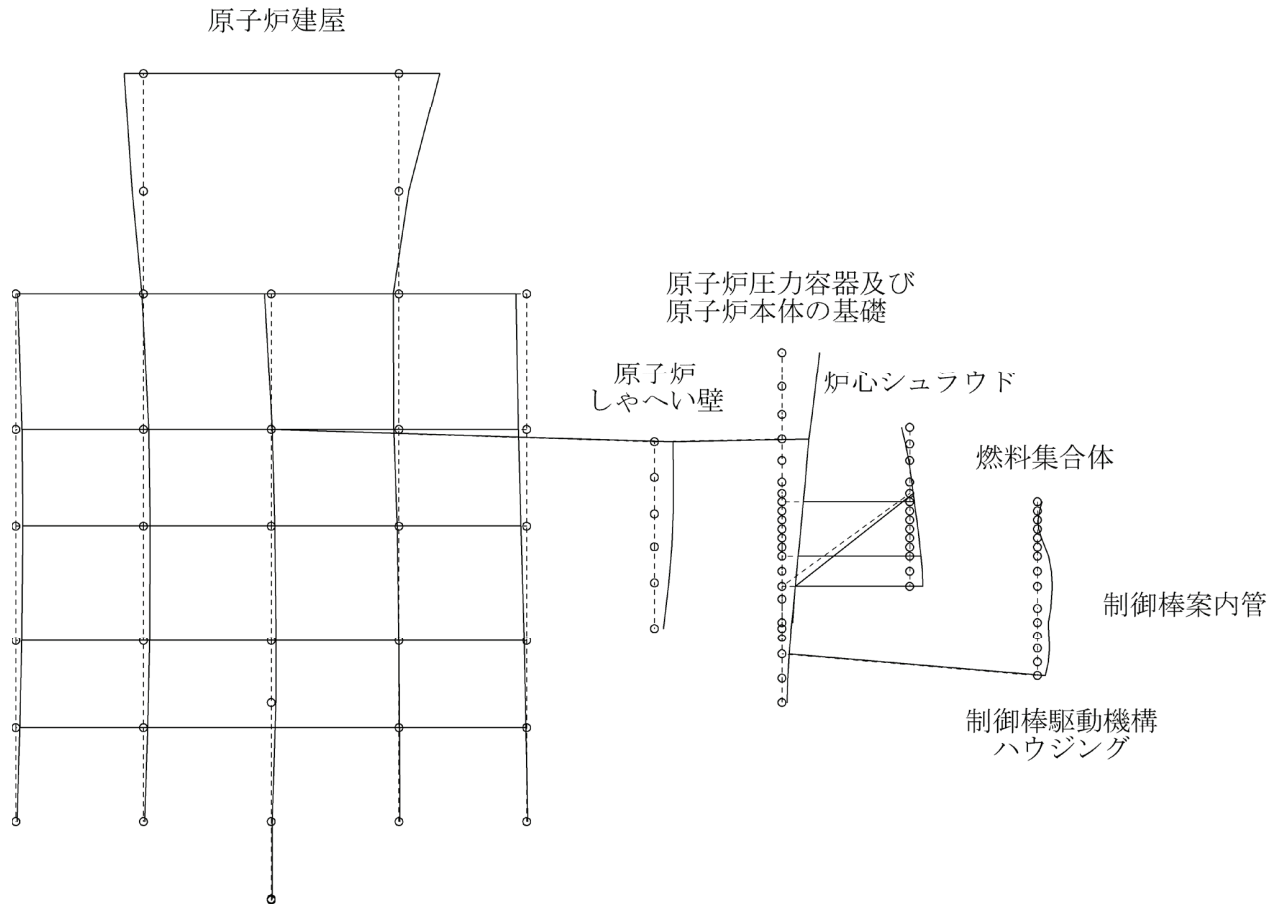 原子炉建屋
原子炉圧力容器及び
原子炉本体の基礎
原子炉
しゃへい壁
炉心シュラウド
燃料集合体
制御棒案内管
制御棒駆動機構
ハウジング